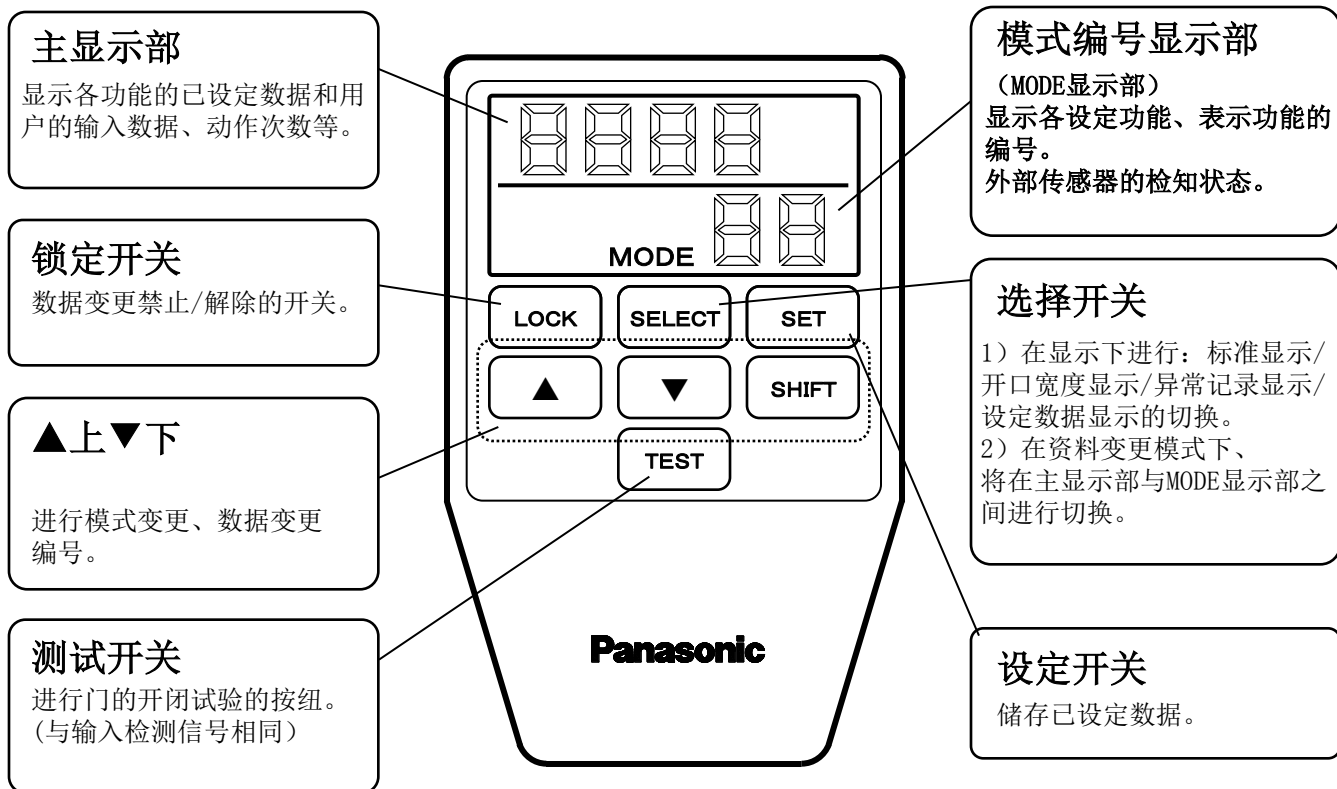 主显示部
显示各功能的已设定数据和用
户的输入数据、动作次数等。
锁定开关
数据变更禁止/解除的开关。
▲上▼下
进行模式变更、数据变更
编号。
测试开关
进行门的开闭试验的按钮。
(与输入检测信号相同）
8888
88
MODE
LOCK
SELECT
SET
▲
▼
SHIFT
TEST
Panasonic
模式编号显示部
（MODE显示部）
显示各设定功能、表示功能的
编号。
外部传感器的检知状态。
选择开关
1）在显示下进行：标准显示/
开口宽度显示/异常记录显示/
设定数据显示的切换。
2）在资料变更模式下、
将在主显示部与MODE显示部之
间进行切换。
设定开关
储存已设定数据。